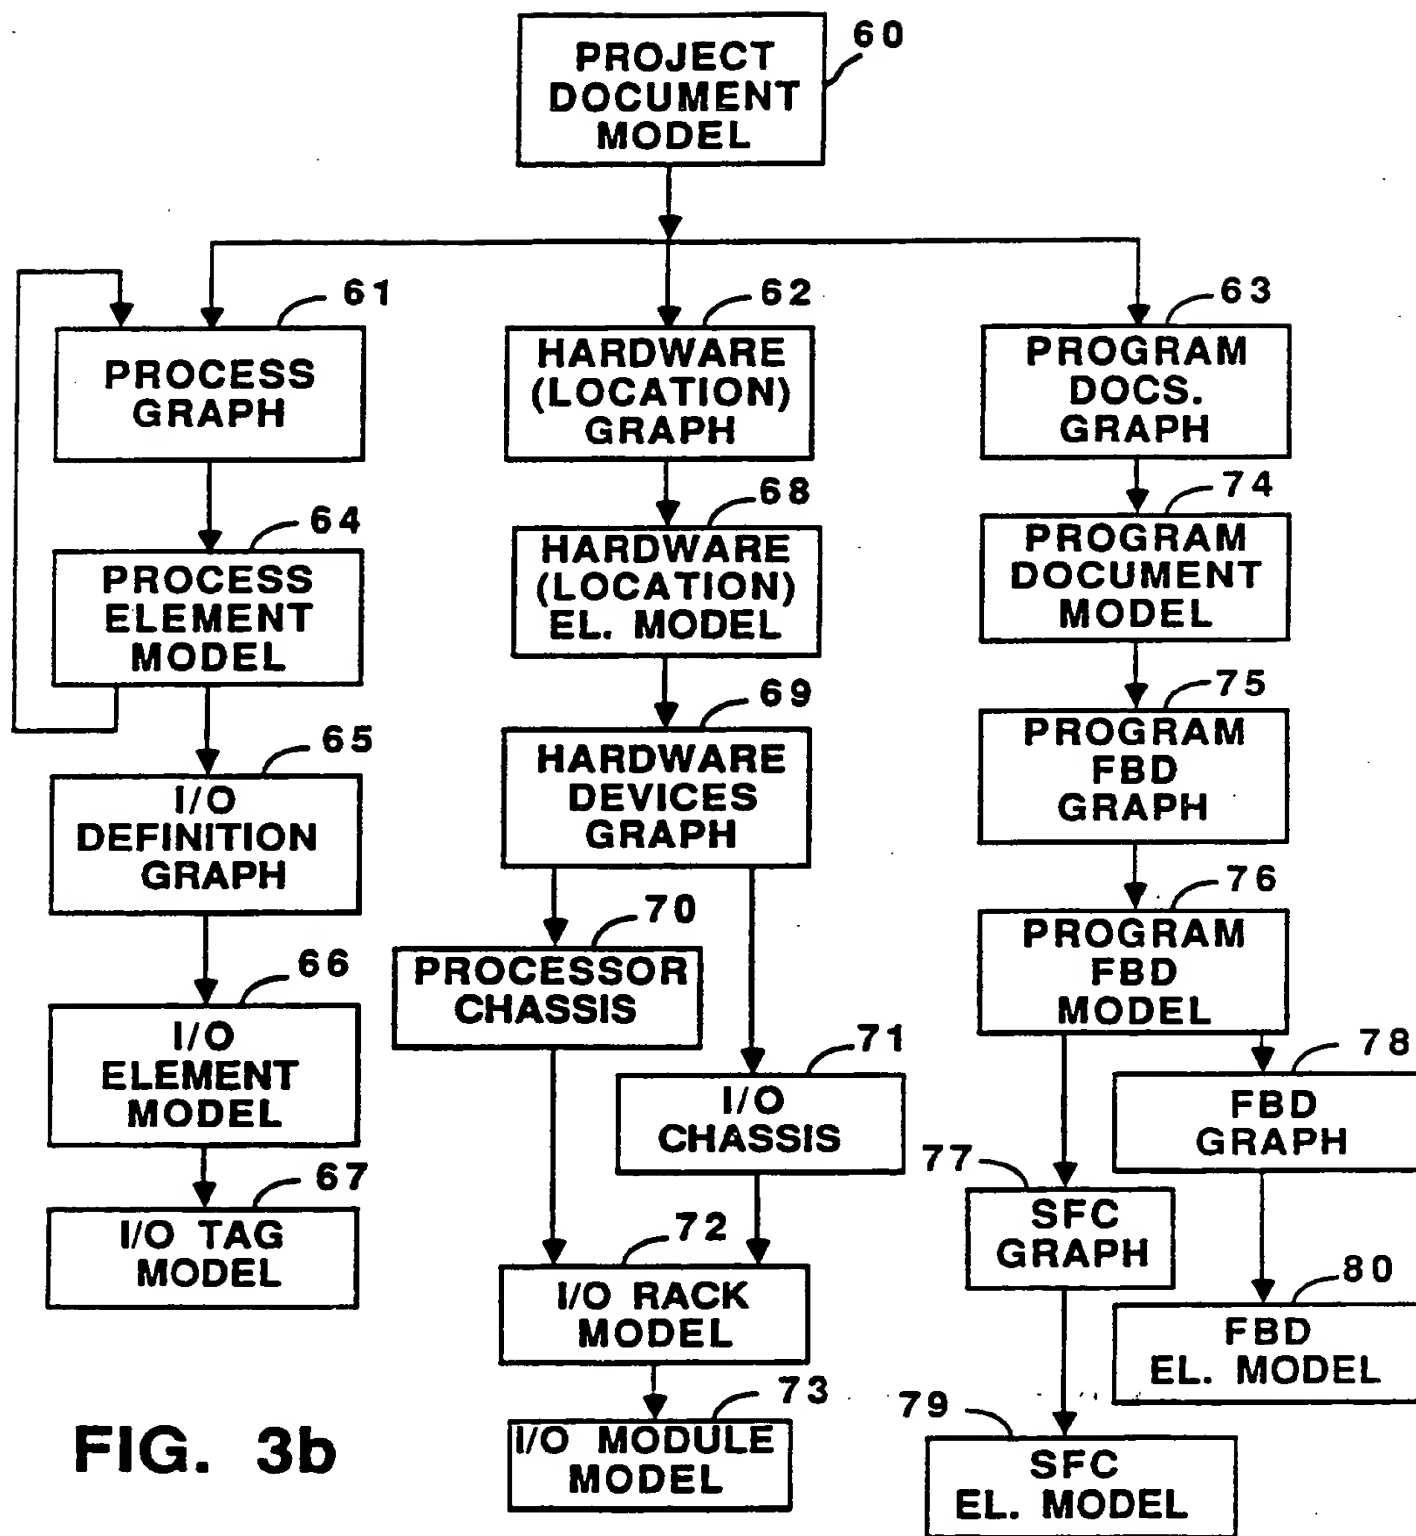 60
PROJECT
DOCUMENT
MODEL
61
PROCESS
GRAPH
62
HARDWARE
(LOCATION)
GRAPH
63
PROGRAM
DOCS.
GRAPH
64
PROCESS
ELEMENT
MODEL
68
HARDWARE
(LOCATION)
EL. MODEL
74
PROGRAM
DOCUMENT
MODEL
65
I/O
DEFINITION
GRAPH
69
HARDWARE
DEVICES
GRAPH
75
PROGRAM
FBD
GRAPH
66
I/O
ELEMENT
MODEL
70
PROCESSOR
CHASSIS
76
PROGRAM
FBD
MODEL
71
I/O
CHASSIS
78
FBD
GRAPH
67
I/O TAG
MODEL
72
I/O RACK
MODEL
77
SFC
GRAPH
80
FBD
EL. MODEL
73
I/O MODULE
MODEL
79
SFC
EL. MODEL
FIG. 3b